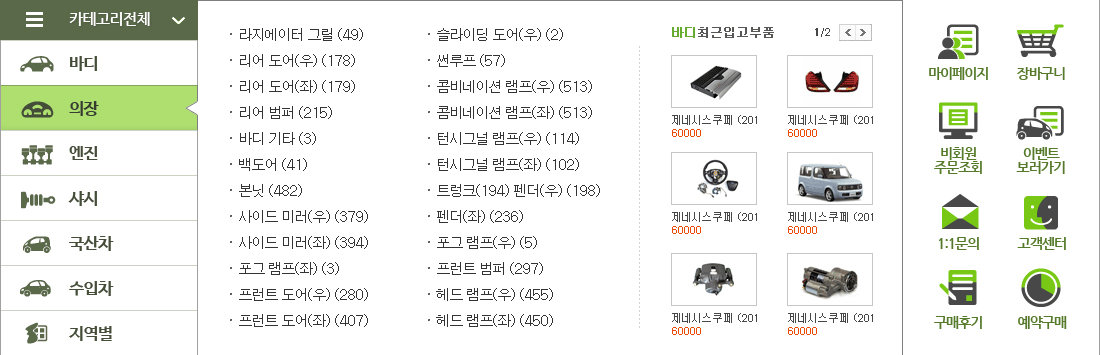 카테고리전체
바디
의장
엔진
샤시
국산차
수입차
지역별
· 라지에이터 그릴 (49)
· 리어 도어(우) (178)
· 리어 도어(좌) (179)
· 리어 범퍼 (215)
· 바디 기타 (3)
· 백도어 (41)
· 본닛 (482)
· 사이드 미러(우) (379)
· 사이드 미러(좌) (394)
· 포그 램프(좌) (3)
· 프런트 도어(우) (280)
· 프런트 도어(좌) (407)
· 슬라이딩 도어(우) (2)
· 썬루프 (57)
· 콤비네이션 램프(우) (513)
· 콤비네이션 램프(좌) (513)
· 턴시그널 램프(우) (114)
· 턴시그널 램프(좌) (102)
· 트렁크(194) 펜더(우) (198)
· 펜더(좌) (236)
· 포그 램프(우) (5)
· 프런트 범퍼 (297)
· 헤드 램프(우) (455)
· 헤드 램프(좌) (450)
바디최근입고부품 1/2
제네시스쿠페 (201 제네시스쿠페 (201
60000 60000
제네시스쿠페 (201 제네시스쿠페 (201
60000 60000
제네시스쿠페 (201 제네시스쿠페 (201
60000 60000
마이페이지 장바구니
비회원
주문조회
이벤트
보러가기
1:1문의 고객센터
구매후기 예약구매